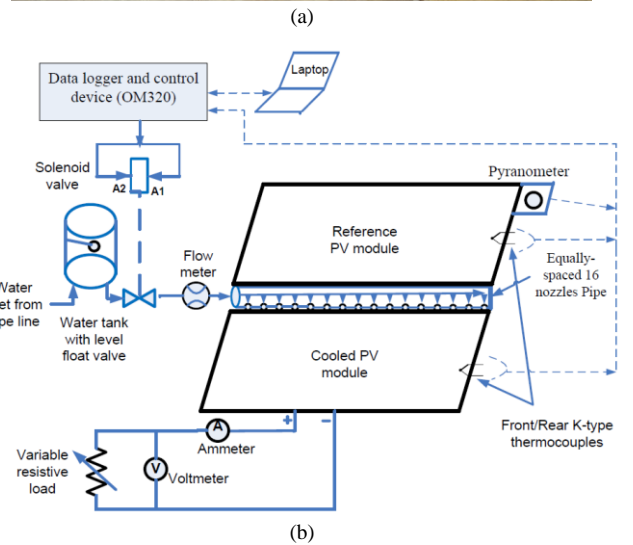 (a)
Data logger and control
device (OM320)
Laptop
Solenoid
valve
A2
A1
Pyranometer
Reference
PV module
Flow
meter
Equally-
spaced 16
nozzles Pipe
Water
from
line
Water tank
with level
float valve
Cooled PV
module
Front/Rear K-type
thermocouples
+
–
A
Ammeter
Variable
resistive
load
V
Voltmeter
(b)